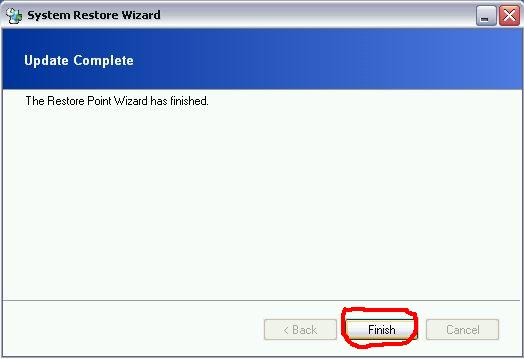 System Restore Wizard
Update Complete
The Restore Point Wizard has finished.
< Back
Finish
Cancel